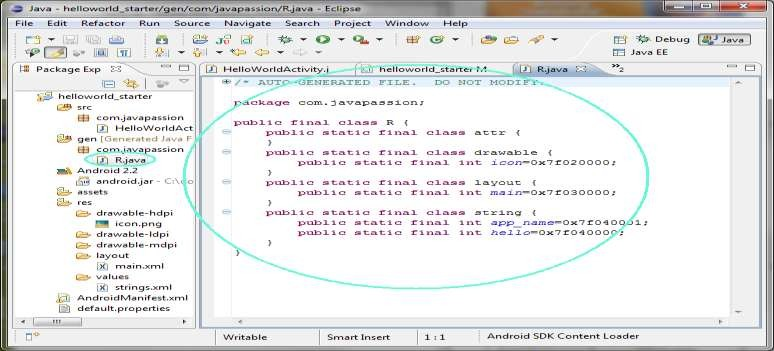 Java - helloworld_starter/gen/com/javapassion/R.java - Eclipse
File Edit Refactor Run Source Navigate Search Project Window Help
Debug Java
Java EE
Package Exp
helloworld_starter
src
com.javapassion
HelloWorldAct
gen [Generated Java F
com.javapassion
R.java
Android 2.2
android.jar - C:\
assets
res
drawable-hdpi
icon.png
drawable-ldpi
drawable-mdpi
layout
main.xml
values
strings.xml
AndroidManifest.xml
default.properties
HelloWorldActivity.j helloworld_starter M R.java »2
/* AUTO-GENERATED FILE. DO NOT MODIFY.
package com.javapassion;
public final class R {
public static final class attr {
}
public static final class drawable {
public static final int icon=0x7f020000;
}
public static final class layout {
public static final int main=0x7f030000;
}
public static final class string {
public static final int app_name=0x7f040001;
public static final int hello=0x7f040000;
}
}
Writable Smart Insert 1 : 1 Android SDK Content Loader